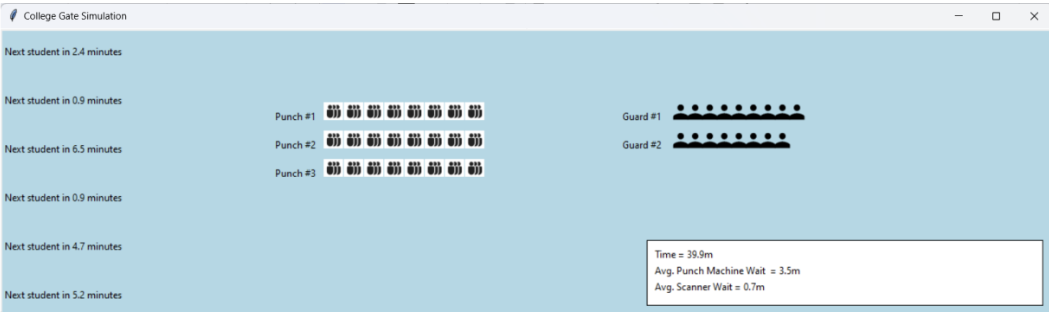 College Gate Simulation
Next student in 2.4 minutes
Next student in 0.9 minutes
Next student in 6.5 minutes
Next student in 0.9 minutes
Next student in 4.7 minutes
Next student in 5.2 minutes
Punch #1
Punch #2
Punch #3
Guard #1
Guard #2
Time = 39.9m
Avg. Punch Machine Wait = 3.5m
Avg. Scanner Wait = 0.7m